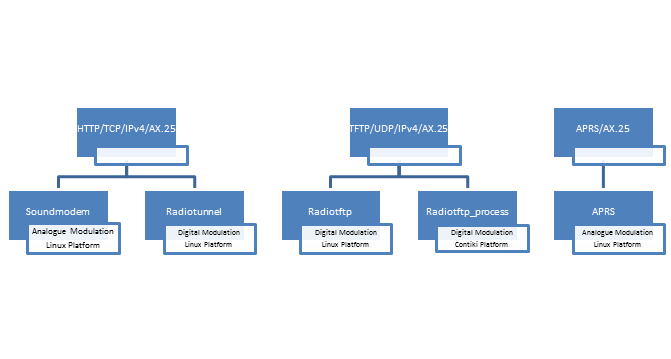 HTTP/TCP/IPv4/AX.25
TFTP/UDP/IPv4/AX.25
APRS/AX.25
Soundmodem
Analogue Modulation
Linux Platform
Radiotunnel
Digital Modulation
Linux Platform
Radiotftp
Digital Modulation
Linux Platform
Radiotftp_process
Digital Modulation
Contiki Platform
APRS
Analogue Modulation
Linux Platform